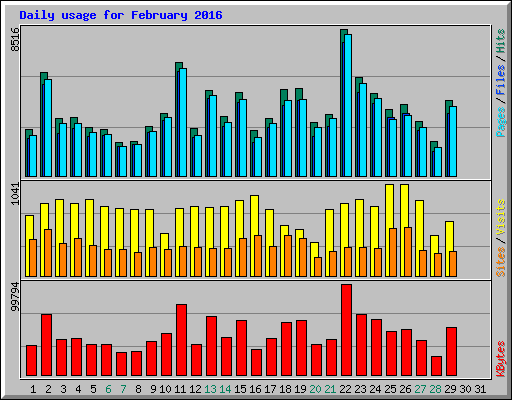 Daily usage for February 2016
8516
Pages / Files / Hits
1041
Sites / Visits
99794
KBytes
1 2 3 4 5 6 7 8 9 10 11 12 13 14 15 16 17 18 19 20 21 22 23 24 25 26 27 28 29 30 31